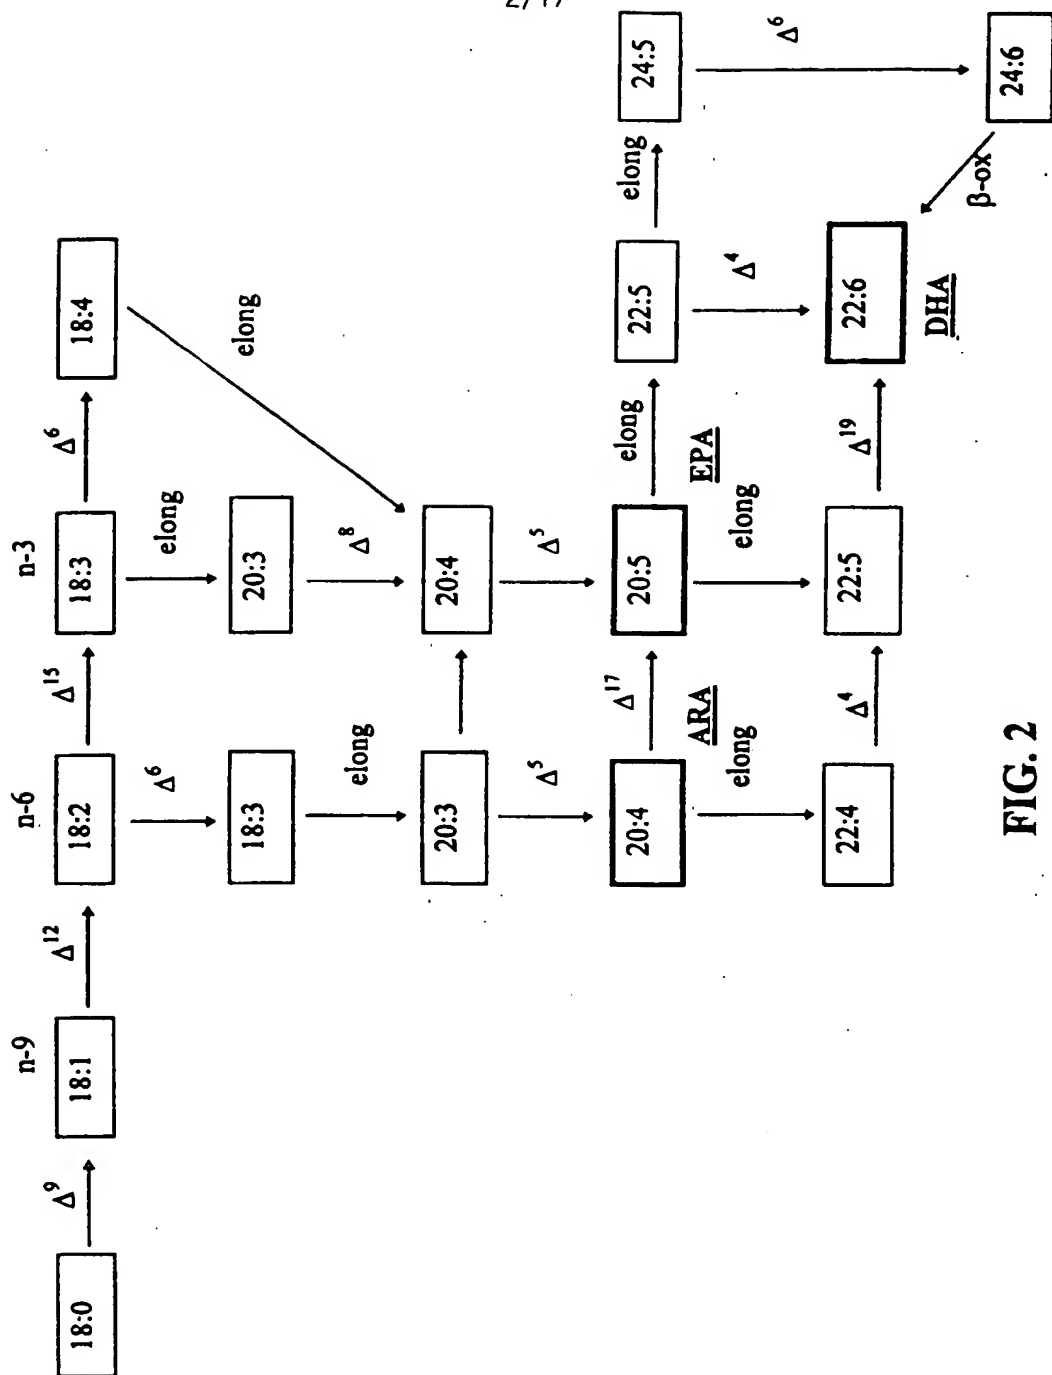 n-9 n-6 n-3
Δ⁹ Δ¹² Δ¹⁵ Δ⁶
18:0 18:1 18:2 18:3 18:4
Δ⁶ elong
18:3 20:3
elong Δ⁸ elong
20:3 20:4
Δ⁵ Δ⁵
Δ¹⁷ elong elong
20:4 20:5 22:5 24:5
ARA EPA
elong elong Δ⁴ Δ⁶
Δ⁴ Δ¹⁹
22:4 22:5 22:6 24:6
β-ox
DHA
FIG. 2